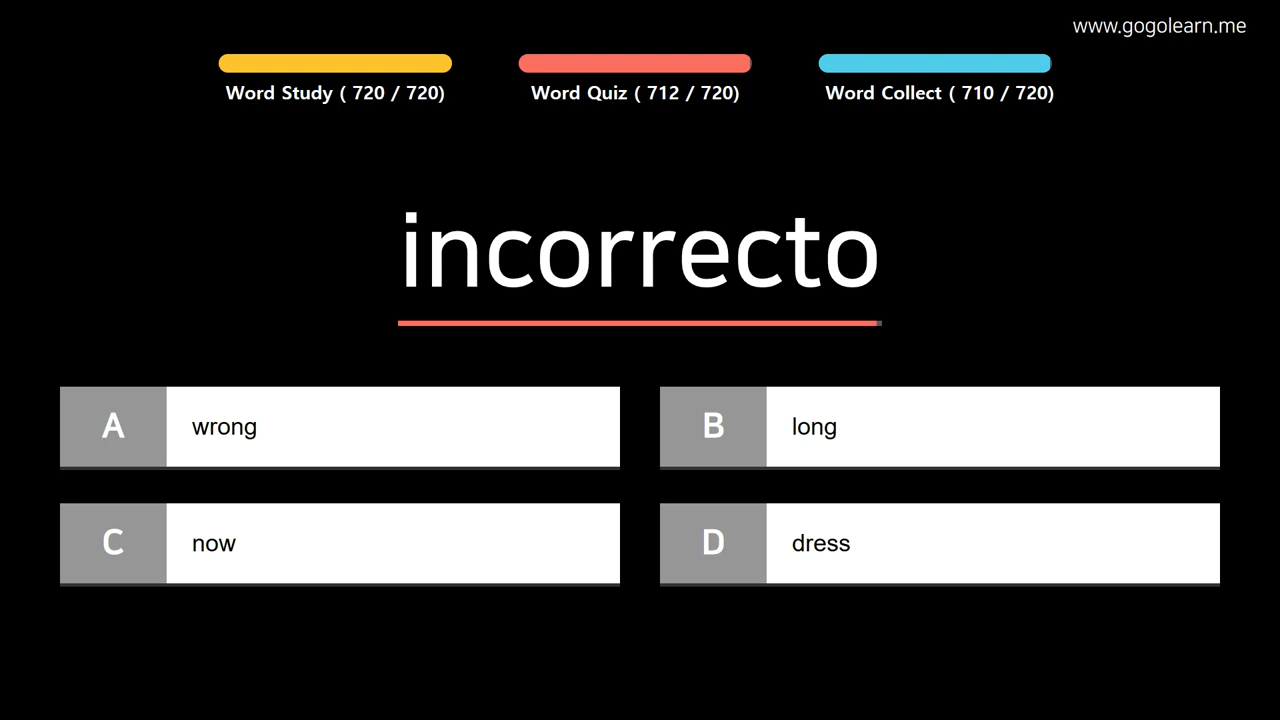 www.gogolearn.me
Word Study ( 720 / 720)
Word Quiz ( 712 / 720)
Word Collect ( 710 / 720)
incorrecto
A wrong
B long
C now
D dress